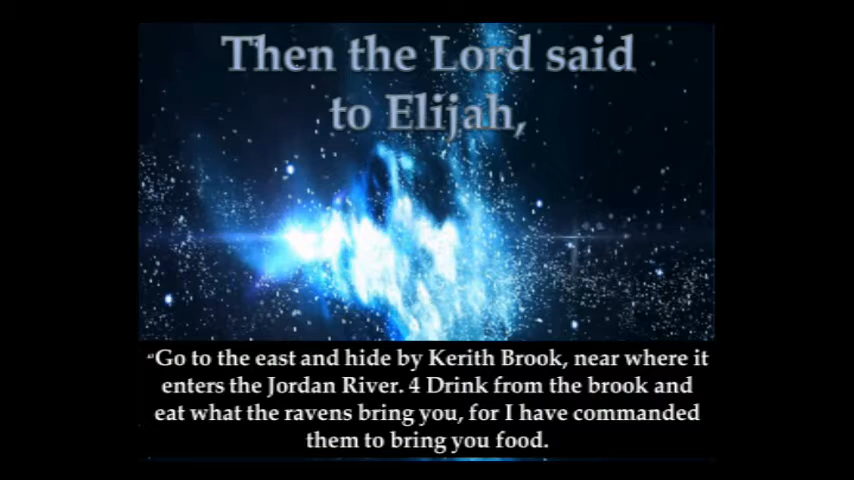 Then the Lord said
to Elijah,
“Go to the east and hide by Kerith Brook, near where it
enters the Jordan River. 4 Drink from the brook and
eat what the ravens bring you, for I have commanded
them to bring you food.